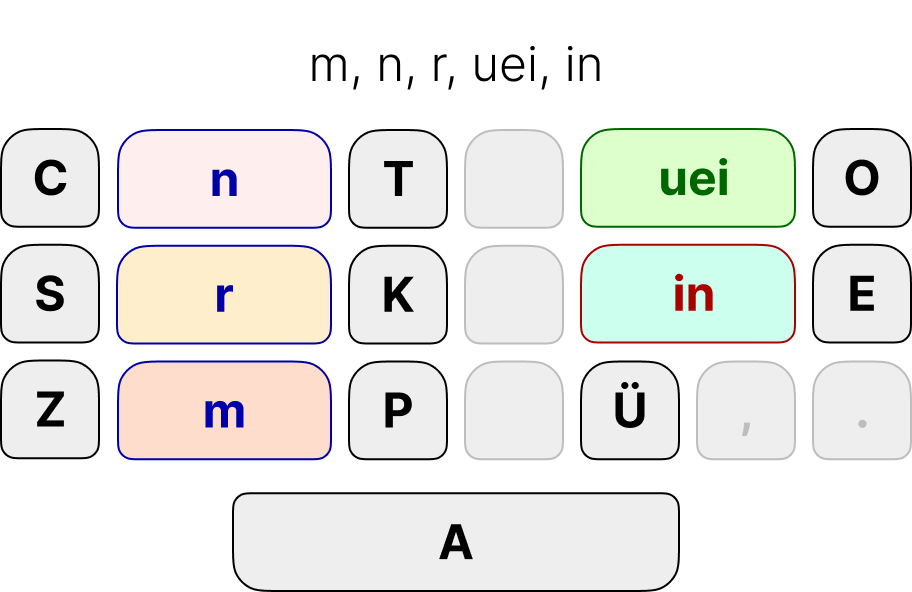 m, n, r, uei, in
C n T uei O
S r K in E
Z m P Ü , .
A